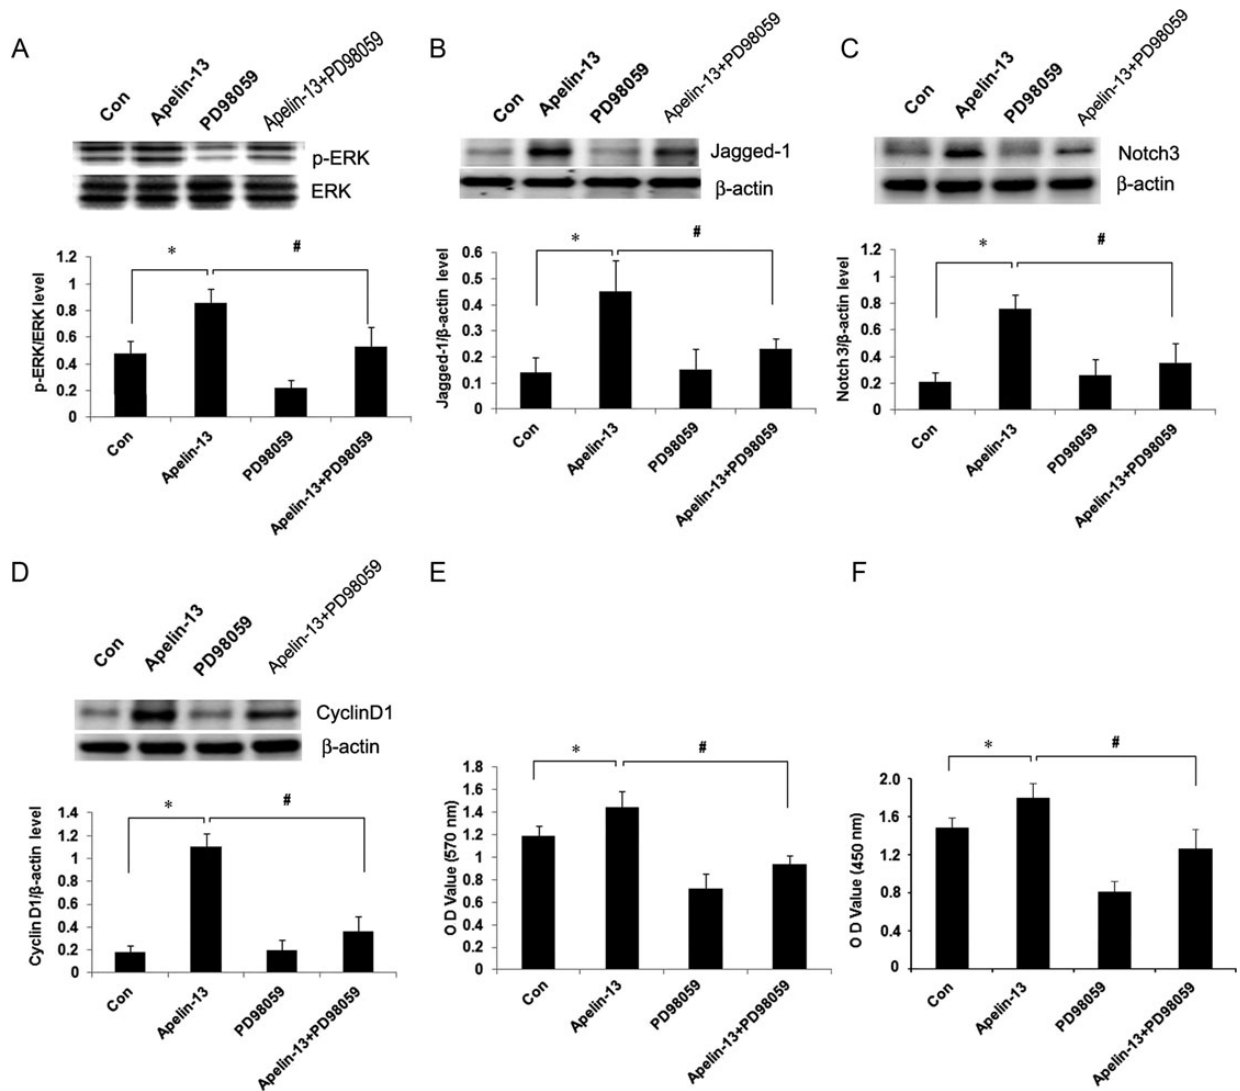 A
Con
Apelin-13
PD98059
Apelin-13+PD98059
p-ERK
ERK
p-ERK/ERK level
1.2
1
0.8
0.6
0.4
0.2
0
*
#
Con
Apelin-13
PD98059
Apelin-13+PD98059
B
Con
Apelin-13
PD98059
Apelin-13+PD98059
Jagged-1
β-actin
Jagged-1/β-actin level
0.6
0.5
0.4
0.3
0.2
0.1
0
*
#
Con
Apelin-13
PD98059
Apelin-13+PD98059
C
Con
Apelin-13
PD98059
Apelin-13+PD98059
Notch3
β-actin
Notch3/β-actin level
1.2
1
0.8
0.6
0.4
0.2
0
*
#
Con
Apelin-13
PD98059
Apelin-13+PD98059
D
Con
Apelin-13
PD98059
Apelin-13+PD98059
CyclinD1
β-actin
Cyclin D1/β-actin level
1.4
1.2
1
0.8
0.6
0.4
0.2
0
*
#
Con
Apelin-13
PD98059
Apelin-13+PD98059
E
O D Value (570 nm)
1.8
1.6
1.4
1.2
1
0.8
0.6
0.4
0.2
0
*
#
Con
Apelin-13
PD98059
Apelin-13+PD98059
F
O D Value (450 nm)
2.0
1.6
1.2
0.8
0.4
0
*
#
Con
Apelin-13
PD98059
Apelin-13+PD98059